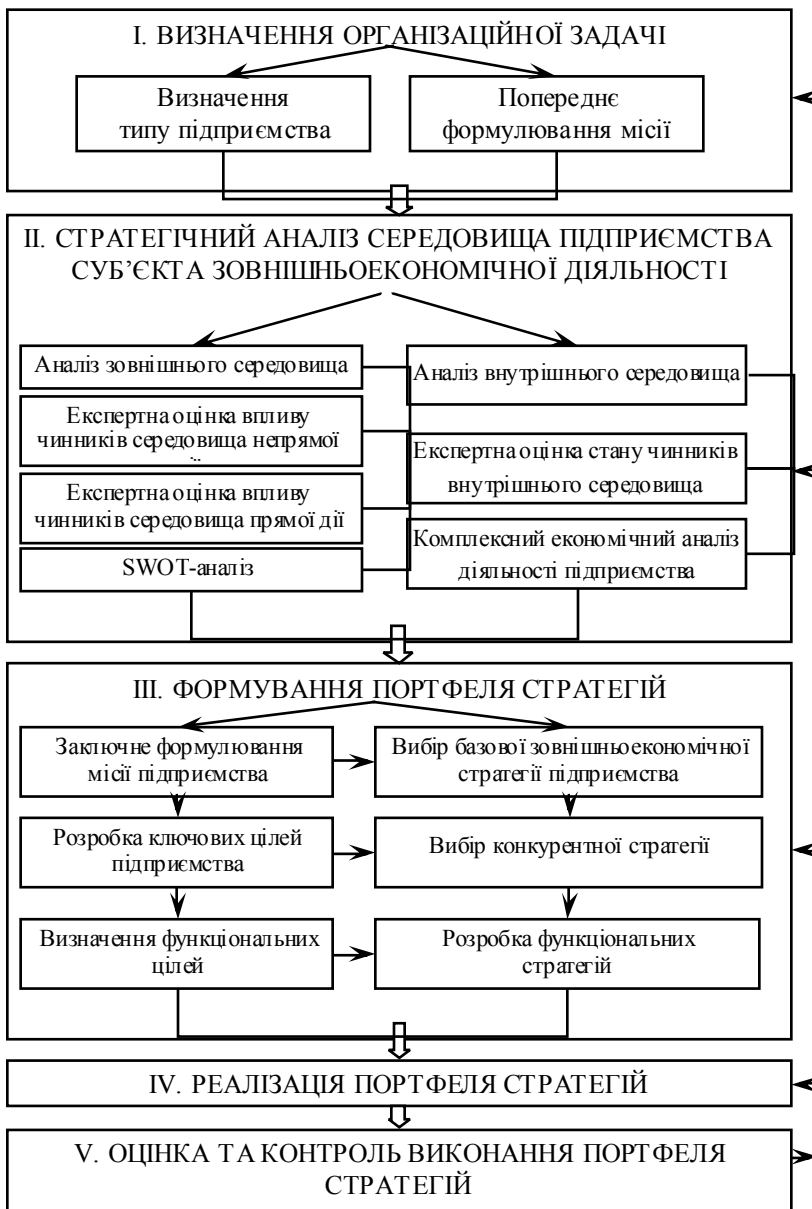 І. ВИЗНАЧЕННЯ ОРГАНІЗАЦІЙНОЇ ЗАДАЧІ
Визначення
типу підприємства
Попереднє
формулювання місії
ІІ. СТРАТЕГІЧНИЙ АНАЛІЗ СЕРЕДОВИЩА ПІДПРИЄМСТВА
СУБ’ЄКТА ЗОВНІШНЬОЕКОНОМІЧНОЇ ДІЯЛЬНОСТІ
Аналіз зовнішнього середовища
Експертна оцінка впливу
чинників середовища непрямої
Експертна оцінка впливу
чинників середовища прямої дії
SWOT-аналіз
Аналіз внутрішнього середовища
Експертна оцінка стану чинників
внутрішнього середовища
Комплексний економічний аналіз
діяльності підприємства
ІІІ. ФОРМУВАННЯ ПОРТФЕЛЯ СТРАТЕГІЙ
Заключне формулювання
місії підприємства
Вибір базової зовнішньоекономічної
стратегії підприємства
Розробка ключових цілей
підприємства
Вибір конкурентної стратегії
Визначення функціональних
цілей
Розробка функціональних
стратегій
IV. РЕАЛІЗАЦІЯ ПОРТФЕЛЯ СТРАТЕГІЙ
V. ОЦІНКА ТА КОНТРОЛЬ ВИКОНАННЯ ПОРТФЕЛЯ
СТРАТЕГІЙ